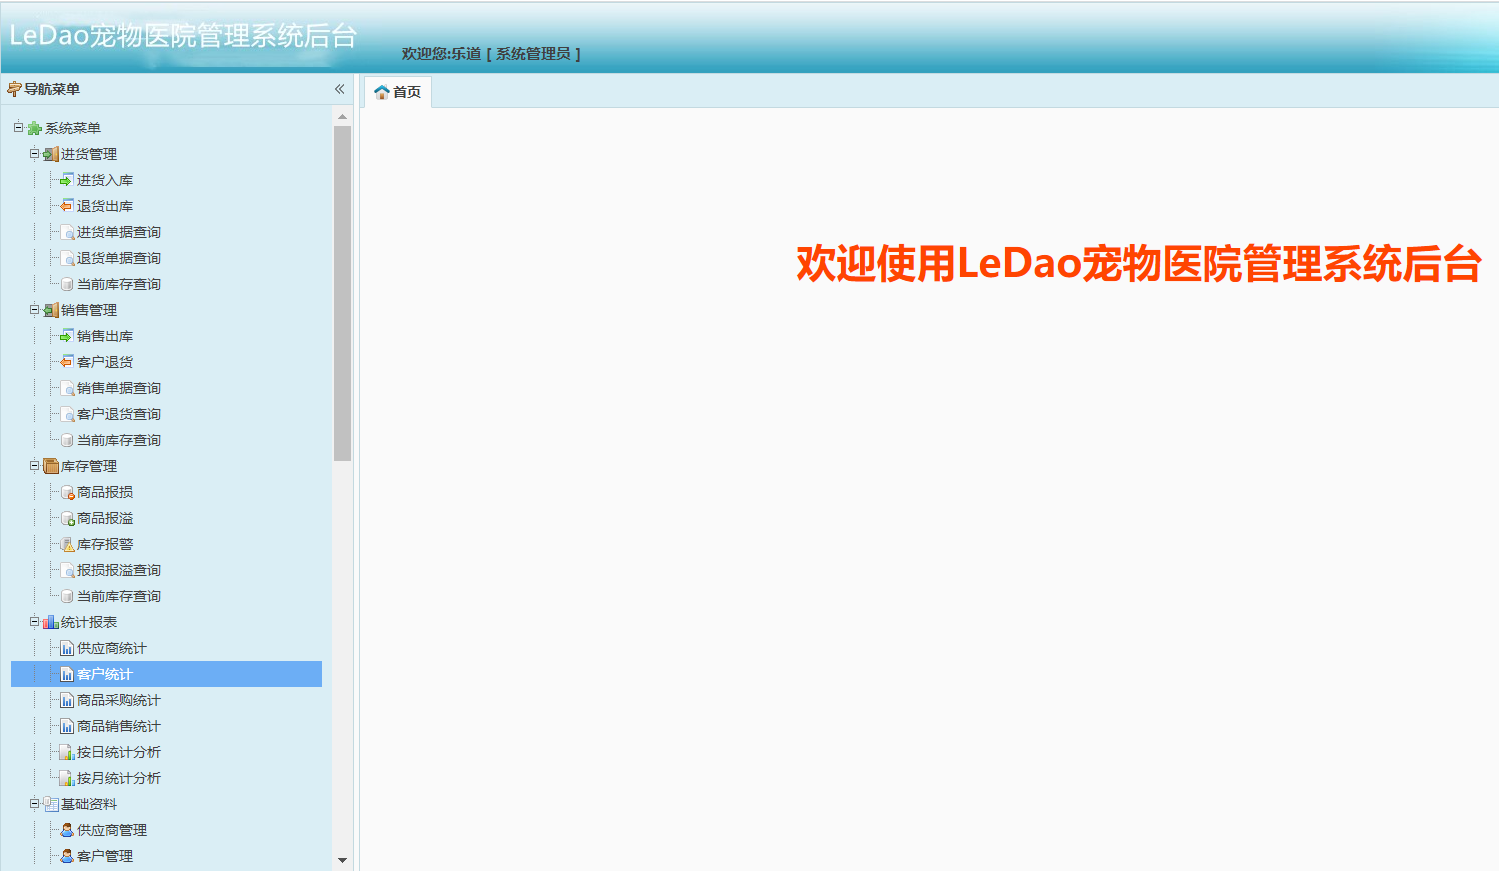 LeDao宠物医院管理系统后台
欢迎您:乐道 [ 系统管理员 ]
导航菜单
首页
系统菜单
进货管理
进货入库
退货出库
进货单据查询
退货单据查询
当前库存查询
销售管理
销售出库
客户退货
销售单据查询
客户退货查询
当前库存查询
库存管理
商品报损
商品报溢
库存报警
报损报溢查询
当前库存查询
统计报表
供应商统计
客户统计
商品采购统计
商品销售统计
按日统计分析
按月统计分析
基础资料
供应商管理
客户管理
欢迎使用LeDao宠物医院管理系统后台